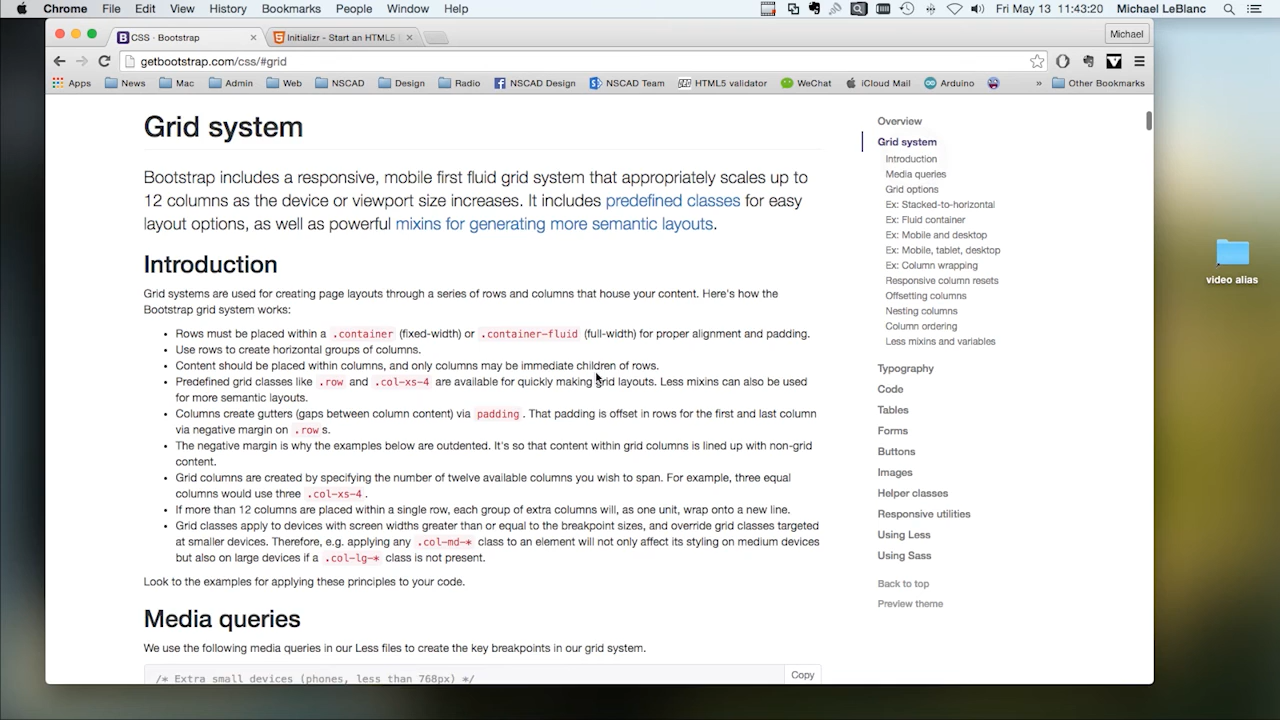 Chrome File Edit View History Bookmarks People Window Help Fri May 13 11:43:20 Michael LeBlanc
CSS · Bootstrap Initializr - Start an HTML5 Michael
getbootstrap.com/css/#grid
Apps News Mac Admin Web NSCAD Design Radio NSCAD Design NSCAD Team HTML5 validator WeChat iCloud Mail Arduino » Other Bookmarks
Grid system
Bootstrap includes a responsive, mobile first fluid grid system that appropriately scales up to
12 columns as the device or viewport size increases. It includes predefined classes for easy
layout options, as well as powerful mixins for generating more semantic layouts.
Introduction
Grid systems are used for creating page layouts through a series of rows and columns that house your content. Here's how the
Bootstrap grid system works:
• Rows must be placed within a .container (fixed-width) or .container-fluid (full-width) for proper alignment and padding.
• Use rows to create horizontal groups of columns.
• Content should be placed within columns, and only columns may be immediate children of rows.
• Predefined grid classes like .row and .col-xs-4 are available for quickly making grid layouts. Less mixins can also be used
for more semantic layouts.
• Columns create gutters (gaps between column content) via padding . That padding is offset in rows for the first and last column
via negative margin on .row s.
• The negative margin is why the examples below are outdented. It's so that content within grid columns is lined up with non-grid
content.
• Grid columns are created by specifying the number of twelve available columns you wish to span. For example, three equal
columns would use three .col-xs-4 .
• If more than 12 columns are placed within a single row, each group of extra columns will, as one unit, wrap onto a new line.
• Grid classes apply to devices with screen widths greater than or equal to the breakpoint sizes, and override grid classes targeted
at smaller devices. Therefore, e.g. applying any .col-md-* class to an element will not only affect its styling on medium devices
but also on large devices if a .col-lg-* class is not present.
Look to the examples for applying these principles to your code.
Media queries
We use the following media queries in our Less files to create the key breakpoints in our grid system.
/* Extra small devices (phones, less than 768px) */
Copy
Overview
Grid system
Introduction
Media queries
Grid options
Ex: Stacked-to-horizontal
Ex: Fluid container
Ex: Mobile and desktop
Ex: Mobile, tablet, desktop
Ex: Column wrapping
Responsive column resets
Offsetting columns
Nesting columns
Column ordering
Less mixins and variables
Typography
Code
Tables
Forms
Buttons
Images
Helper classes
Responsive utilities
Using Less
Using Sass
Back to top
Preview theme
video alias